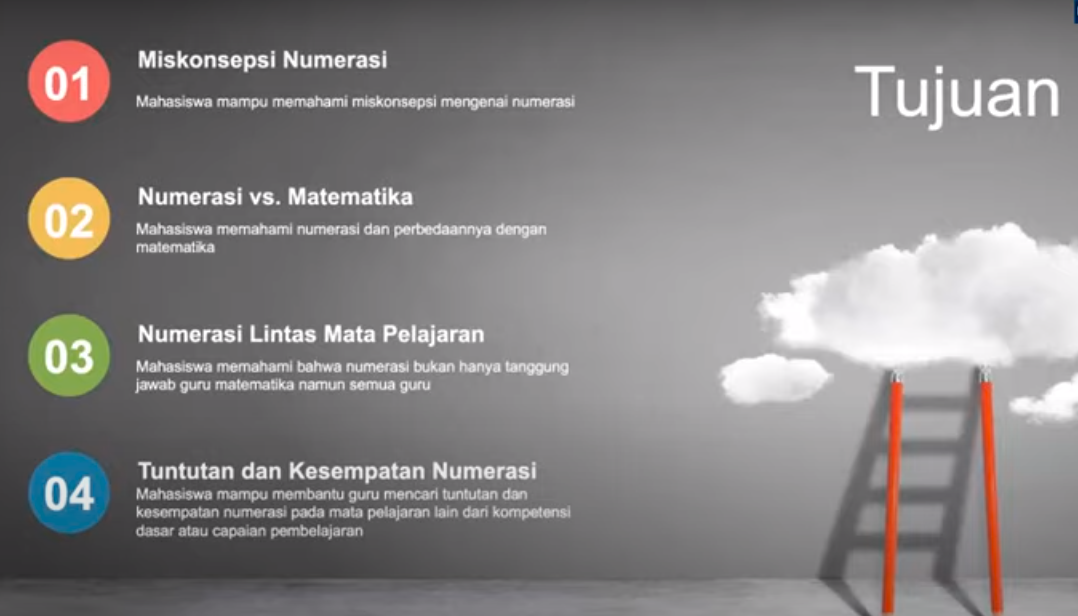 Tujuan
01
Miskonsepsi Numerasi
Mahasiswa mampu memahami miskonsepsi mengenai numerasi
02
Numerasi vs. Matematika
Mahasiswa memahami numerasi dan perbedaannya dengan
matematika
03
Numerasi Lintas Mata Pelajaran
Mahasiswa memahami bahwa numerasi bukan hanya tanggung
jawab guru matematika namun semua guru
04
Tuntutan dan Kesempatan Numerasi
Mahasiswa mampu membantu guru mencari tuntutan dan
kesempatan numerasi pada mata pelajaran lain dari kompetensi
dasar atau capaian pembelajaran